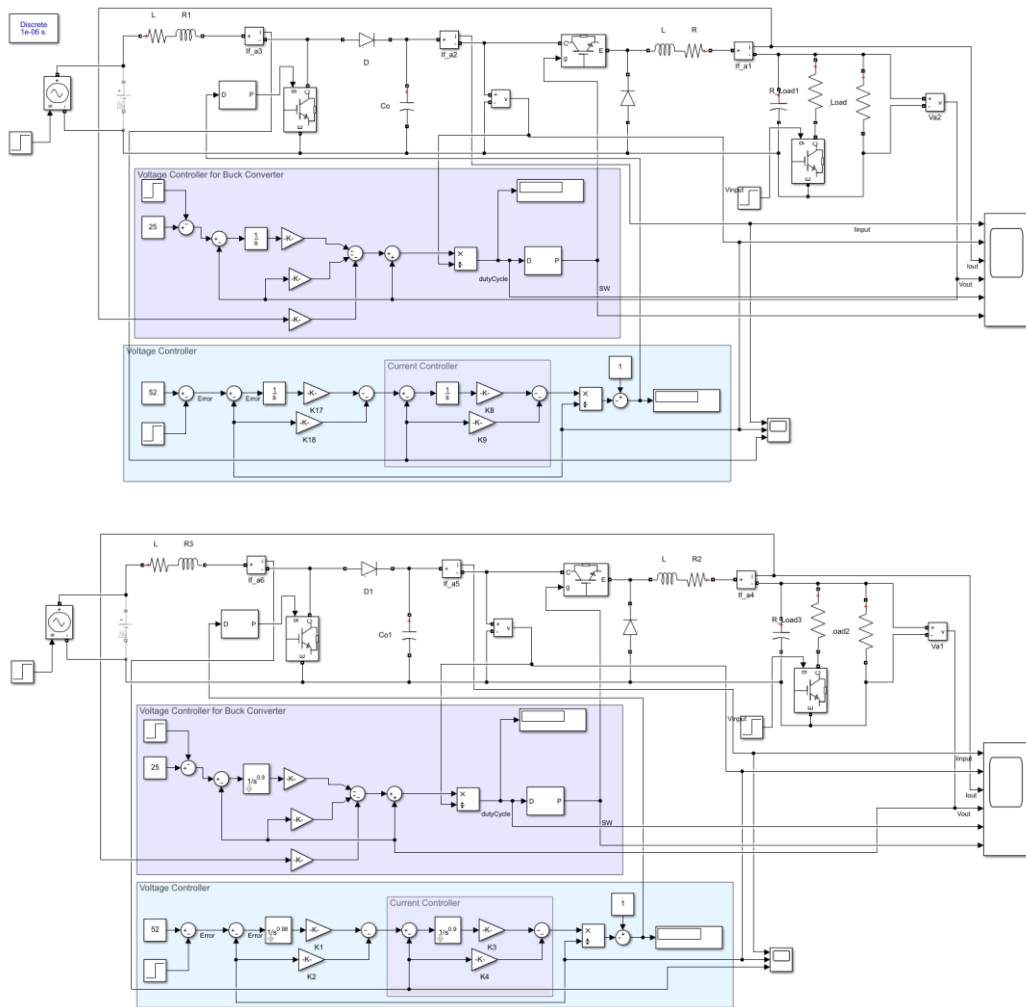 Discrete
1e-06 s.
L
R1
If_a3
D
If_a2
L
R
If_a1
Co
R_Load1
Load
Va2
D
P
C
E
g
g
C
E
g
C
E
+
v
-
Vinput
Voltage Controller for Buck Converter
25
1
s
-K-
-K-
-K-
×
÷
dutyCycle
D
P
SW
Iinput
Iout
Vout
Voltage Controller
Current Controller
52
Error
Error
1
s
-K-
K17
-K-
K18
1
s
-K-
K8
-K-
K9
×
÷
1
L
R3
If_a6
D1
If_a5
L
R2
If_a4
Co1
R_Load3
Load2
Va1
D
P
C
E
g
g
C
E
g
C
E
+
v
-
Vinput
Voltage Controller for Buck Converter
25
1/s^0.9
-K-
-K-
-K-
×
÷
dutyCycle
D
P
SW
Iinput
Iout
Vout
Voltage Controller
Current Controller
52
Error
Error
1/s^0.98
-K-
K1
-K-
K2
1/s^0.9
-K-
K3
-K-
K4
×
÷
1